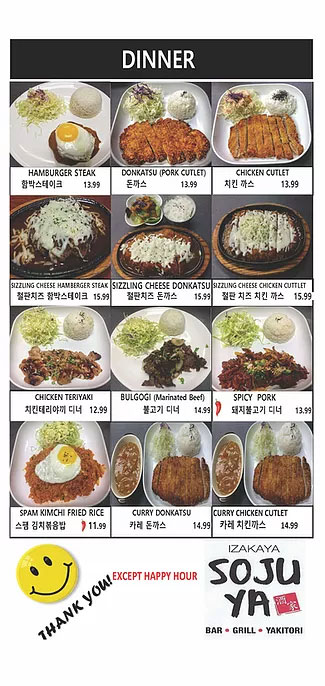 DINNER
HAMBURGER STEAK
함박스테이크 13.99
DONKATSU (PORK CUTLET)
돈까스 13.99
CHICKEN CUTLET
치킨 까스 13.99
SIZZLING CHEESE HAMBERGER STEAK
철판치즈 함박스테이크 15.99
SIZZLING CHEESE DONKATSU
철판치즈 돈까스 15.99
SIZZLING CHEESE CHICKEN CUTTLET
철판치즈 치킨 까스 15.99
CHICKEN TERIYAKI
치킨테리야끼 디너 12.99
BULGOGI (Marinated Beef)
불고기 디너 14.99
SPICY PORK
돼지불고기 디너 13.99
SPAM KIMCHI FRIED RICE
스팸 김치볶음밥 11.99
CURRY DONKATSU
카레 돈까스 14.99
CURRY CHICKEN CUTLET
카레 치킨까스 14.99
THANK YOU!
EXCEPT HAPPY HOUR
IZAKAYA
SOJU
YA
酒家
BAR • GRILL • YAKITORI